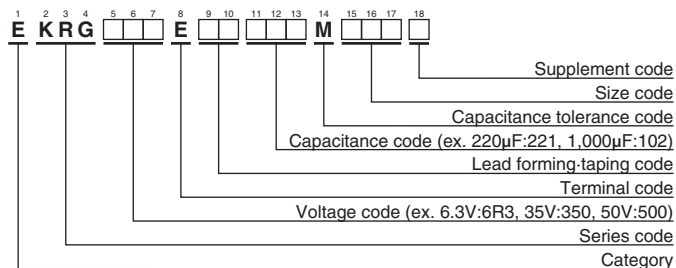 1 2 3 4 5 6 7 8 9 10 11 12 13 14 15 16 17 18
E KRG E M
Supplement code
Size code
Capacitance tolerance code
Capacitance code (ex. 220μF:221, 1,000μF:102)
Lead forming·taping code
Terminal code
Voltage code (ex. 6.3V:6R3, 35V:350, 50V:500)
Series code
Category